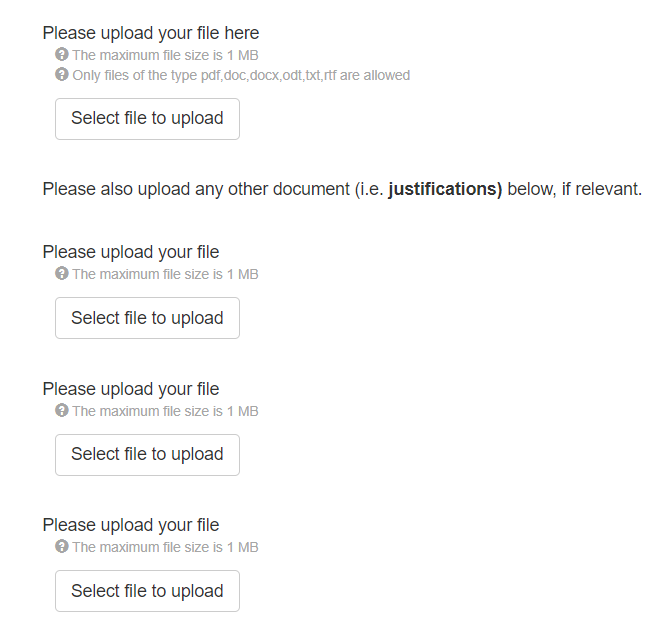 Please upload your file here
The maximum file size is 1 MB
Only files of the type pdf,doc,docx,odt,txt,rtf are allowed
Select file to upload
Please also upload any other document (i.e. justifications) below, if relevant.
Please upload your file
The maximum file size is 1 MB
Select file to upload
Please upload your file
The maximum file size is 1 MB
Select file to upload
Please upload your file
The maximum file size is 1 MB
Select file to upload